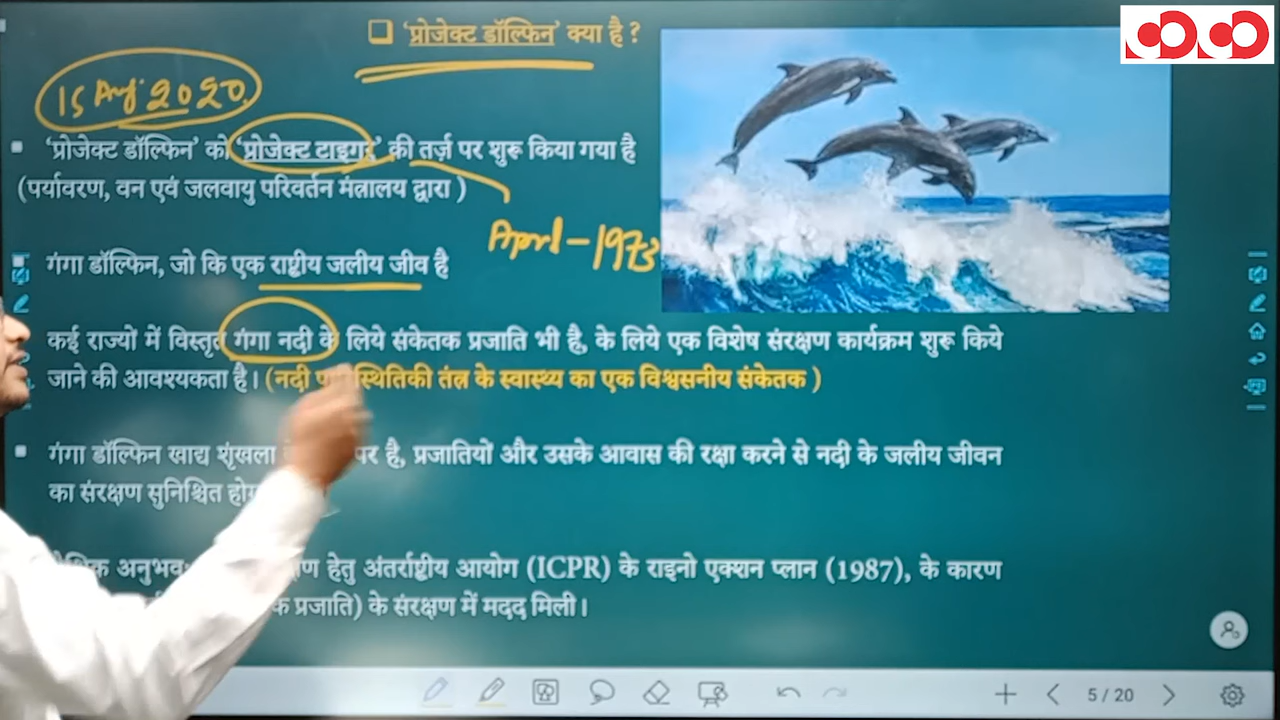 ❑ 'प्रोजेक्ट डॉल्फिन' क्या है ?
15 Aug. 2020
▪ 'प्रोजेक्ट डॉल्फिन' को 'प्रोजेक्ट टाइगर' की तर्ज़ पर शुरू किया गया है
(पर्यावरण, वन एवं जलवायु परिवर्तन मंत्रालय द्वारा )
April – 1973
▪ गंगा डॉल्फिन, जो कि एक राष्ट्रीय जलीय जीव है
कई राज्यों में विस्तृत गंगा नदी के लिये संकेतक प्रजाति भी है, के लिये एक विशेष संरक्षण कार्यक्रम शुरू किये
जाने की आवश्यकता है। (नदी स्थितिकी तंत्र के स्वास्थ्य का एक विश्वसनीय संकेतक )
▪ गंगा डॉल्फिन खाद्य शृंखला पर है, प्रजातियों और उसके आवास की रक्षा करने से नदी के जलीय जीवन
का संरक्षण सुनिश्चित
अनुभव हेतु अंतर्राष्ट्रीय आयोग (ICPR) के राइनो एक्शन प्लान (1987), के कारण
प्रजाति) के संरक्षण में मदद मिली।
5 / 20